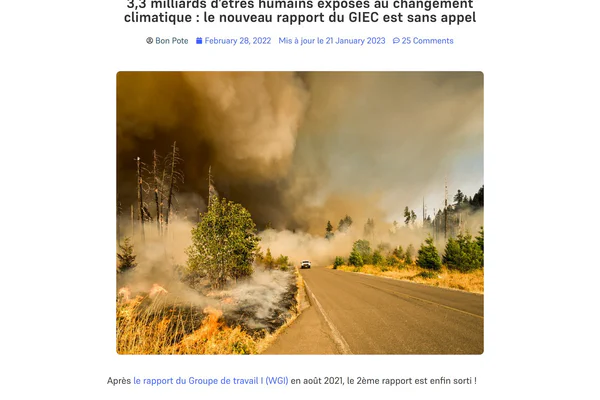 3,3 milliards d'êtres humains exposés au changement
climatique : le nouveau rapport du GIEC est sans appel
Bon Pote February 28, 2022 Mis à jour le 21 January 2023 25 Comments
Après le rapport du Groupe de travail I (WGI) en août 2021, le 2ème rapport est enfin sorti !